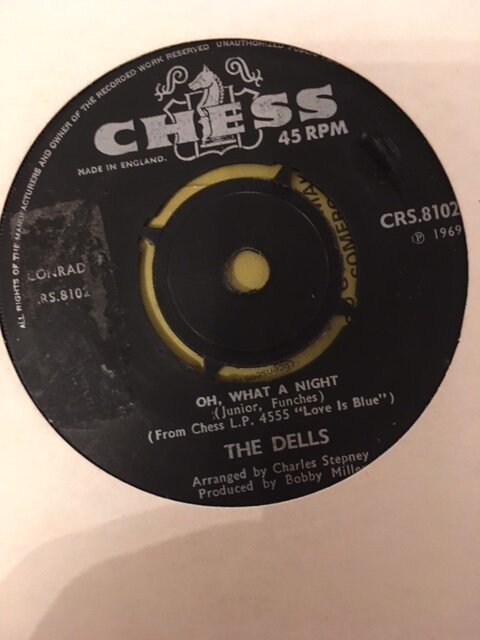 ALL RIGHTS OF THE MANUFACTURERS AND OWNER OF THE RECORDED WORK RESERVED UNAUTHORIZED PUBLIC
CHESS
45 RPM
MADE IN ENGLAND.
CRS.8102
Ⓟ 1969
CONRAD
RS.8102
OH, WHAT A NIGHT
(Junior, Funches)
(From Chess L.P. 4555 "Love Is Blue")
THE DELLS
Arranged by Charles Stepney
Produced by Bobby Mille